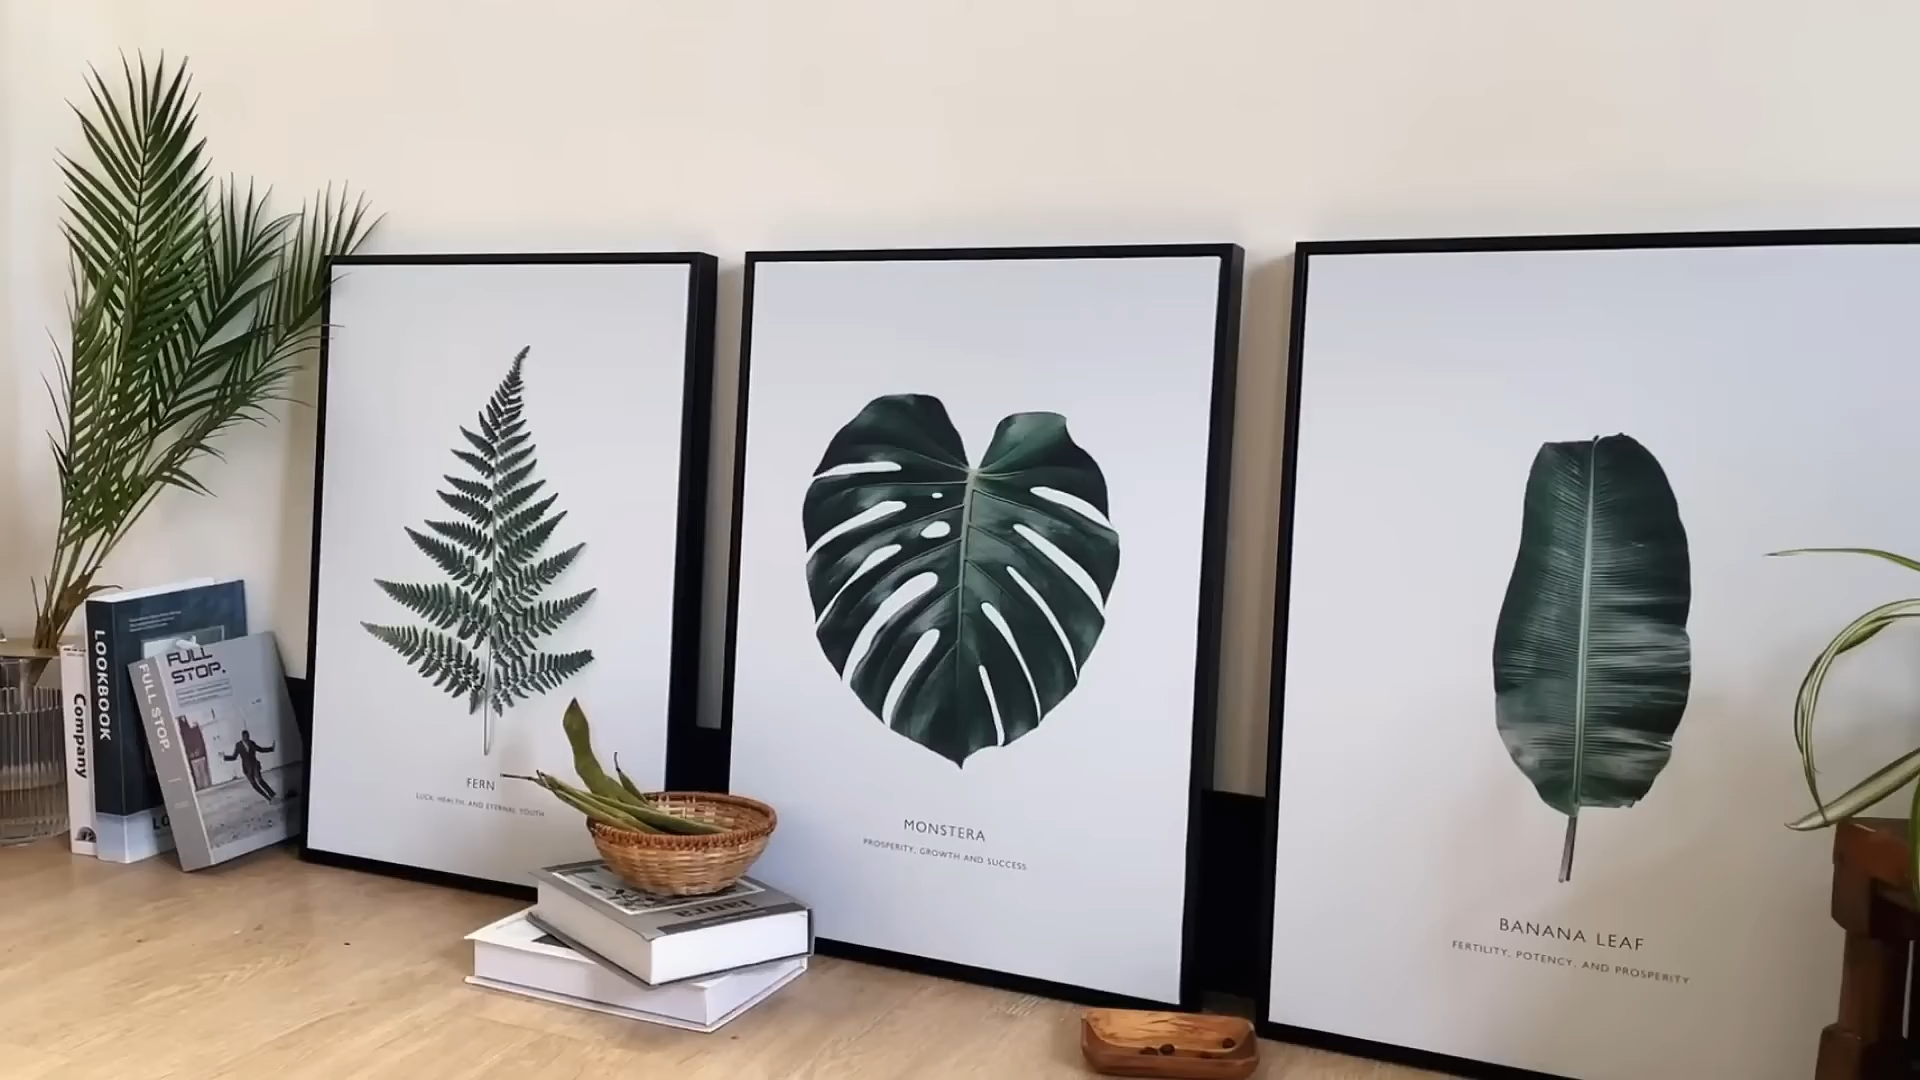 Company
LOOKBOOK
FULL STOP.
FULL
STOP.
FERN
LUCK, HEALTH, AND ETERNAL YOUTH
MONSTERA
PROSPERITY, GROWTH AND SUCCESS
BANANA LEAF
FERTILITY, POTENCY, AND PROSPERITY